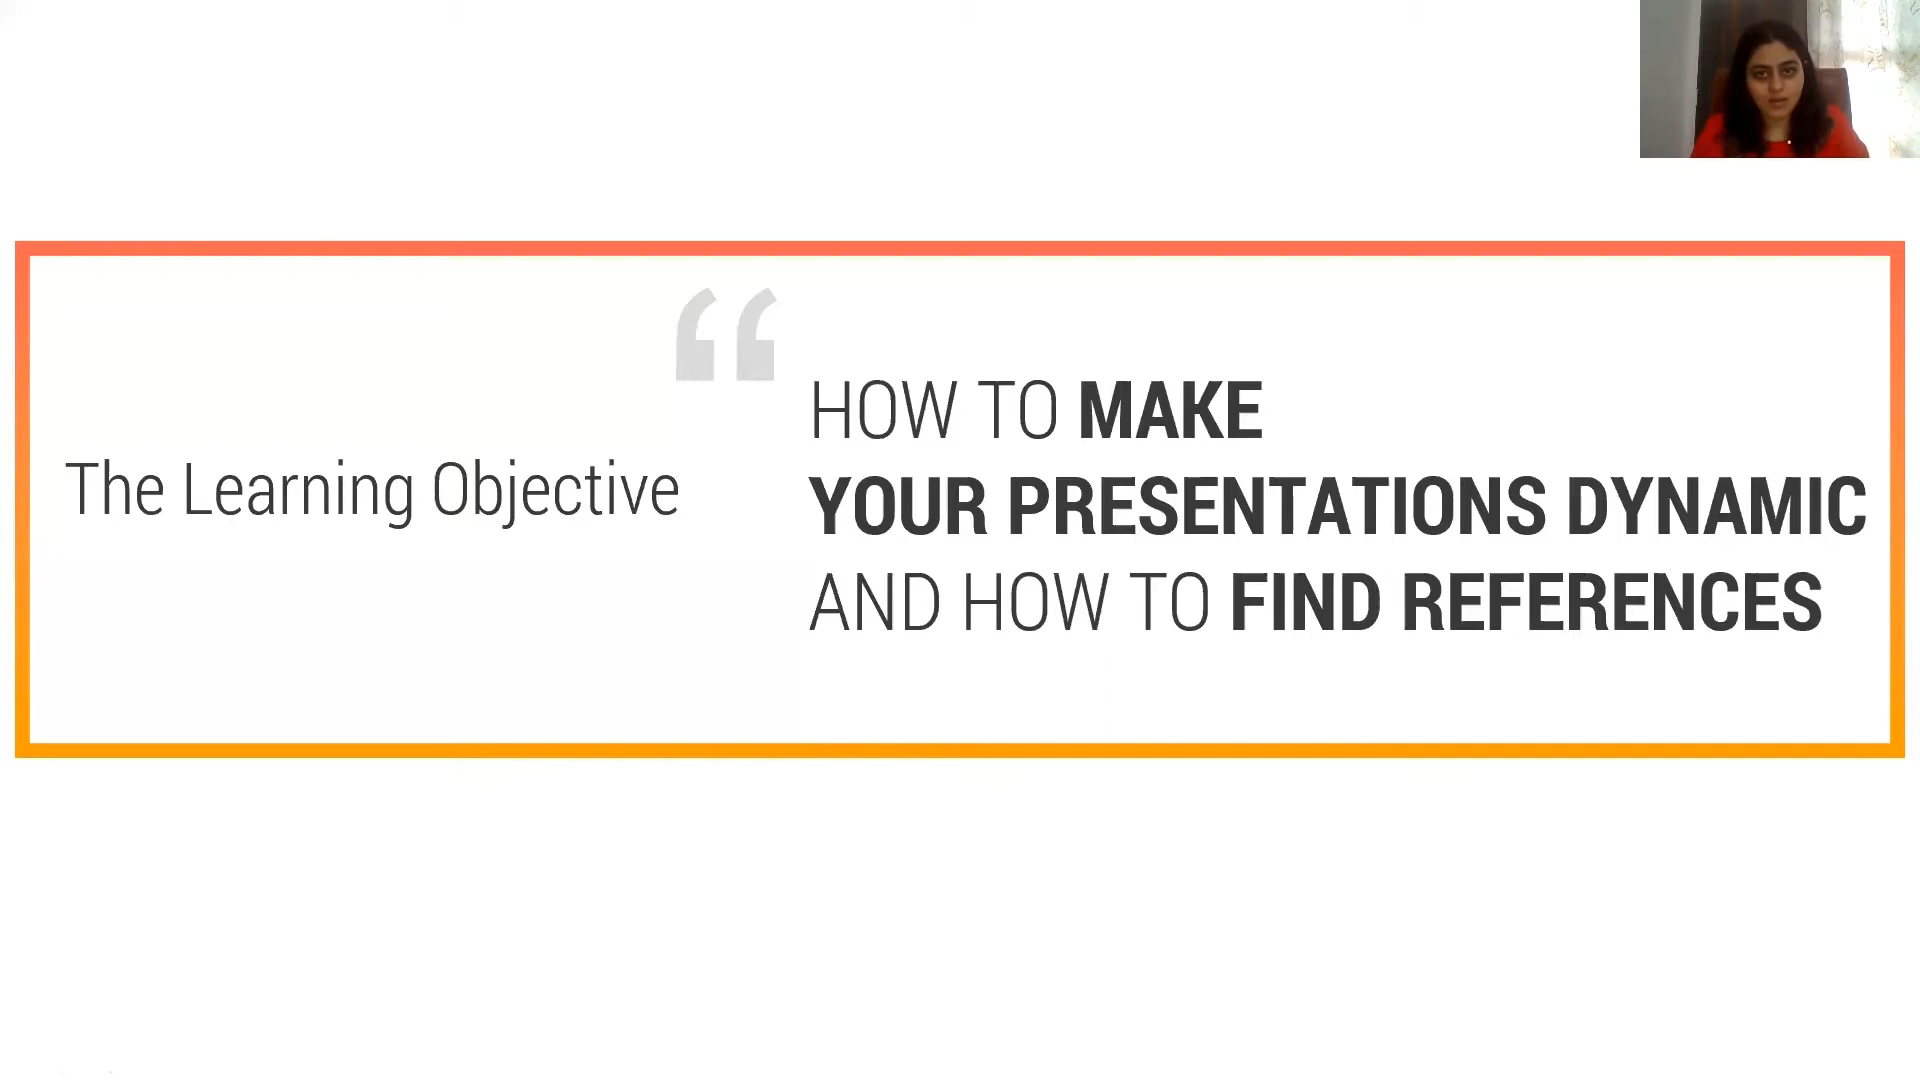 The Learning Objective
“
HOW TO MAKE
YOUR PRESENTATIONS DYNAMIC
AND HOW TO FIND REFERENCES